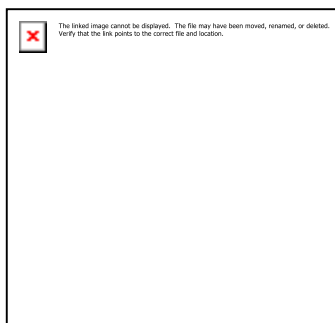 The linked image cannot be displayed. The file may have been moved, renamed, or deleted.
Verify that the link points to the correct file and location.